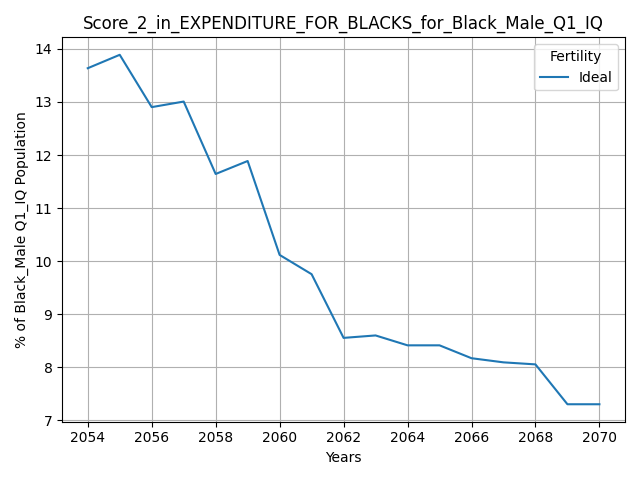 Score_2_in_EXPENDITURE_FOR_BLACKS_for_Black_Male_Q1_IQ
Fertility
Ideal
% of Black_Male Q1_IQ Population
14
13
12
11
10
9
8
7
2054 2056 2058 2060 2062 2064 2066 2068 2070
Years